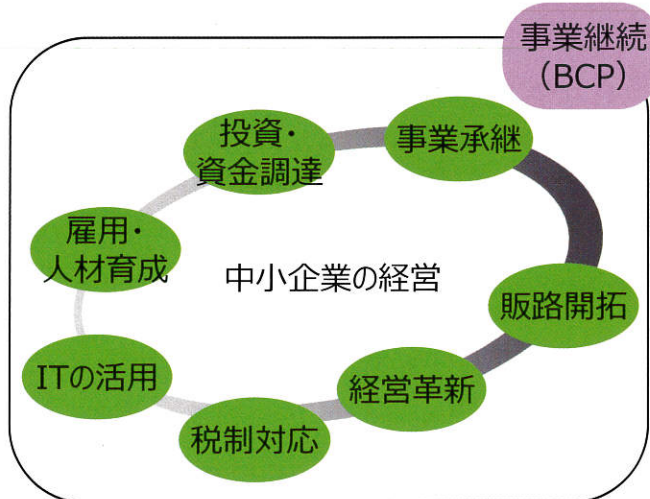 事業継続
（BCP）
投資・
資金調達
事業承継
雇用・
人材育成
中小企業の経営
販路開拓
ITの活用
経営革新
税制対応